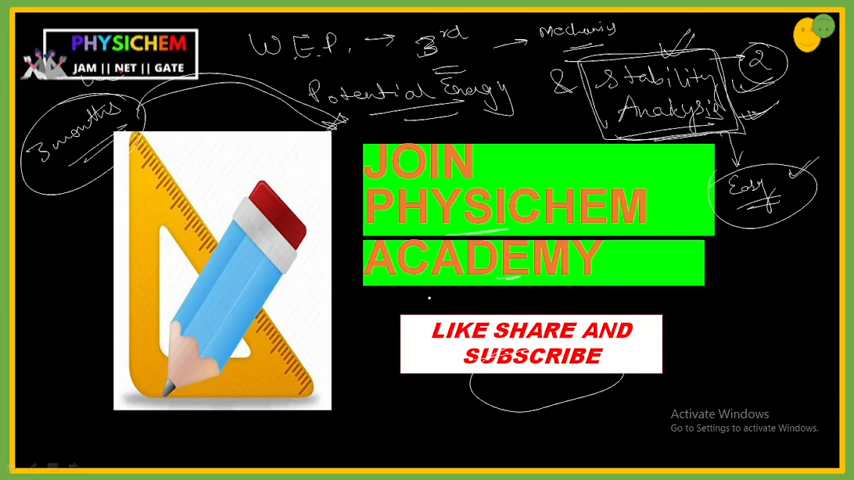 PHYSICHEM
JAM || NET || GATE
W.E.P. → 3rd → Mechanics
Potential Energy & Stability Analysis
2
3 months
Easy
JOIN
PHYSICHEM
ACADEMY
LIKE SHARE AND
SUBSCRIBE
Activate Windows
Go to Settings to activate Windows.